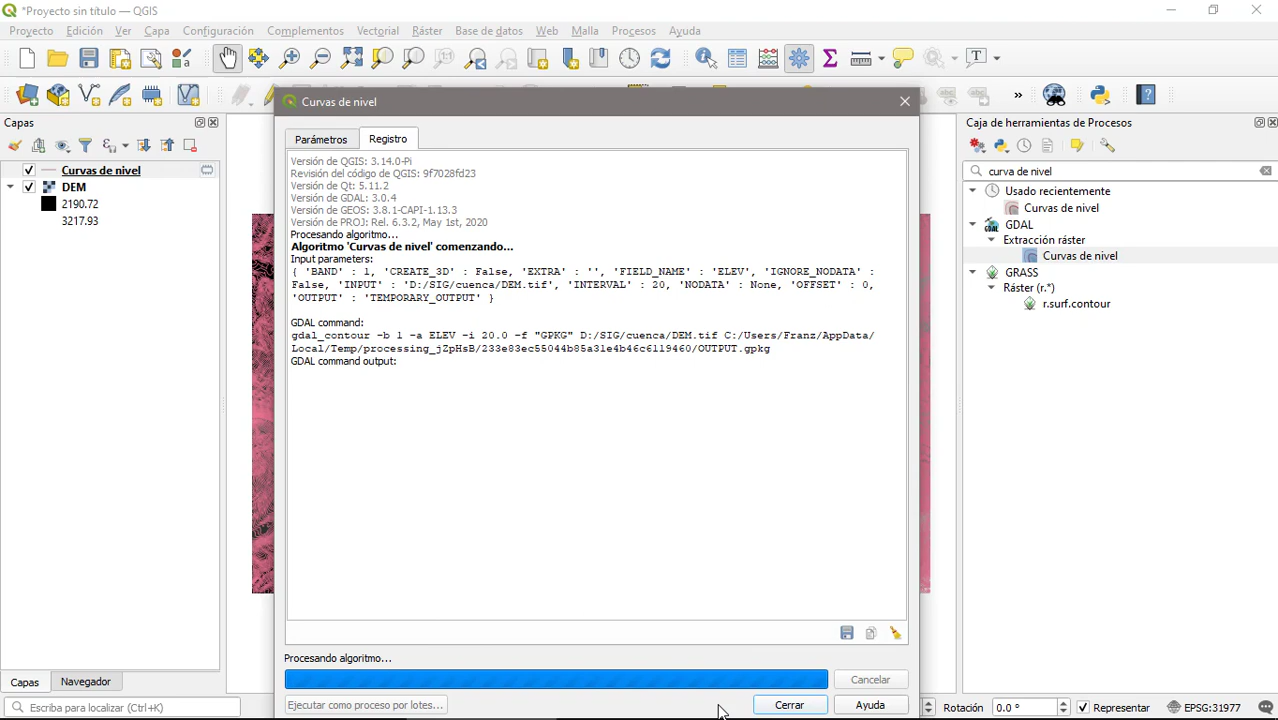 *Proyecto sin título — QGIS
Proyecto Edición Ver Capa Configuración Complementos Vectorial Ráster Base de datos Web Malla Procesos Ayuda
Capas
Curvas de nivel
DEM
2190.72
3217.93
Capas Navegador
Escriba para localizar (Ctrl+K)
Curvas de nivel
Parámetros Registro
Versión de QGIS: 3.14.0-Pi
Revisión del código de QGIS: 9f7028fd23
Versión de Qt: 5.11.2
Versión de GDAL: 3.0.4
Versión de GEOS: 3.8.1-CAPI-1.13.3
Versión de PROJ: Rel. 6.3.2, May 1st, 2020
Procesando algoritmo...
Algoritmo 'Curvas de nivel' comenzando...
Input parameters:
{ 'BAND' : 1, 'CREATE_3D' : False, 'EXTRA' : '', 'FIELD_NAME' : 'ELEV', 'IGNORE_NODATA' :
False, 'INPUT' : 'D:/SIG/cuenca/DEM.tif', 'INTERVAL' : 20, 'NODATA' : None, 'OFFSET' : 0,
'OUTPUT' : 'TEMPORARY_OUTPUT' }
GDAL command:
gdal_contour -b 1 -a ELEV -i 20.0 -f "GPKG" D:/SIG/cuenca/DEM.tif C:/Users/Franz/AppData/
Local/Temp/processing_jZpHsB/233e83ec55044b85a31e4b46c6119460/OUTPUT.gpkg
GDAL command output:
Procesando algoritmo...
Cancelar
Ejecutar como proceso por lotes... Cerrar Ayuda
Caja de herramientas de Procesos
curva de nivel
Usado recientemente
Curvas de nivel
GDAL
Extracción ráster
Curvas de nivel
GRASS
Ráster (r.*)
r.surf.contour
Rotación 0.0 ° Representar EPSG:31977